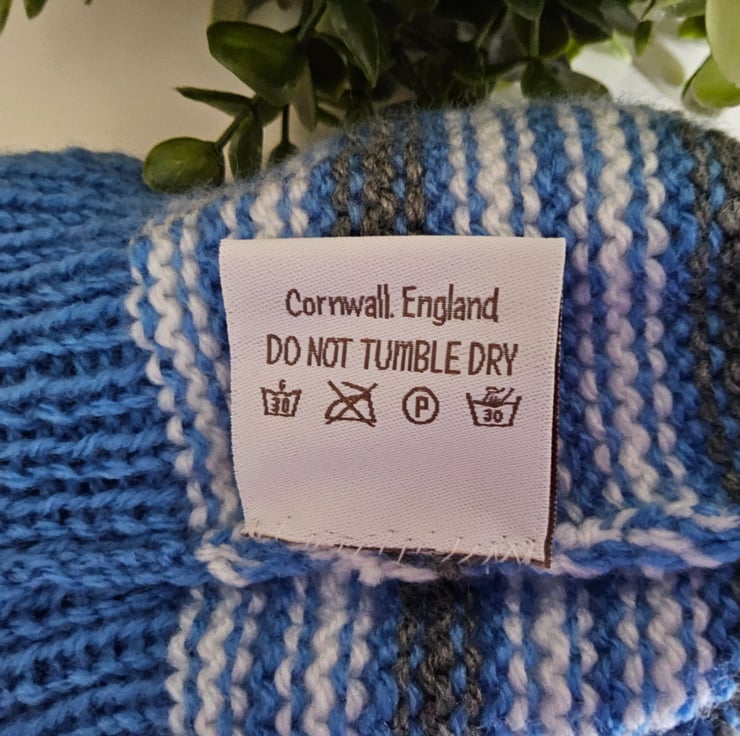 Cornwall. England
DO NOT TUMBLE DRY
30 P 30